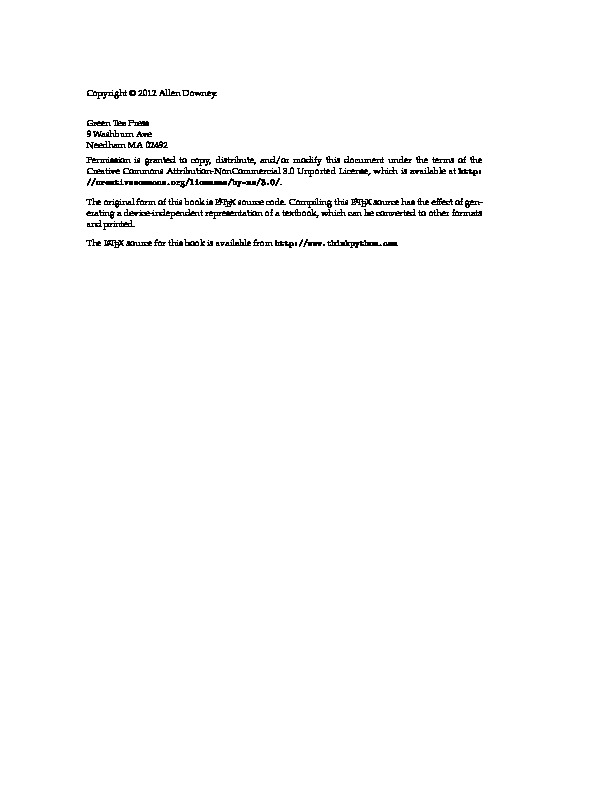 Copyright © 2012 Allen Downey.
Green Tea Press
9 Washburn Ave
Needham MA 02492
Permission is granted to copy, distribute, and/or modify this document under the terms of the
Creative Commons Attribution-NonCommercial 3.0 Unported License, which is available at http:
//creativecommons.org/licenses/by-nc/3.0/.
The original form of this book is LATEX source code. Compiling this LATEX source has the effect of gen-
erating a device-independent representation of a textbook, which can be converted to other formats
and printed.
The LATEX source for this book is available from http://www.thinkpython.com